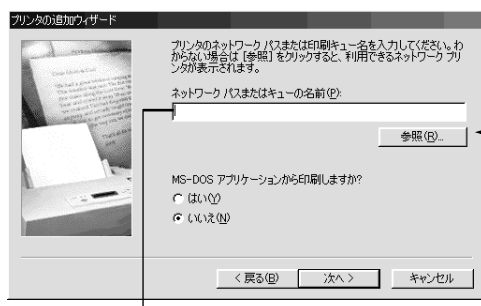 プリンタの追加ウィザード
プリンタのネットワーク パスまたは印刷キュー名を入力してください。わ
からない場合は [参照] をクリックすると、利用できるネットワーク プリ
ンタが表示されます。
ネットワーク パスまたはキューの名前(P):
参照(R)...
MS-DOS アプリケーションから印刷しますか?
はい(Y)
いいえ(N)
< 戻る(B)
次へ >
キャンセル